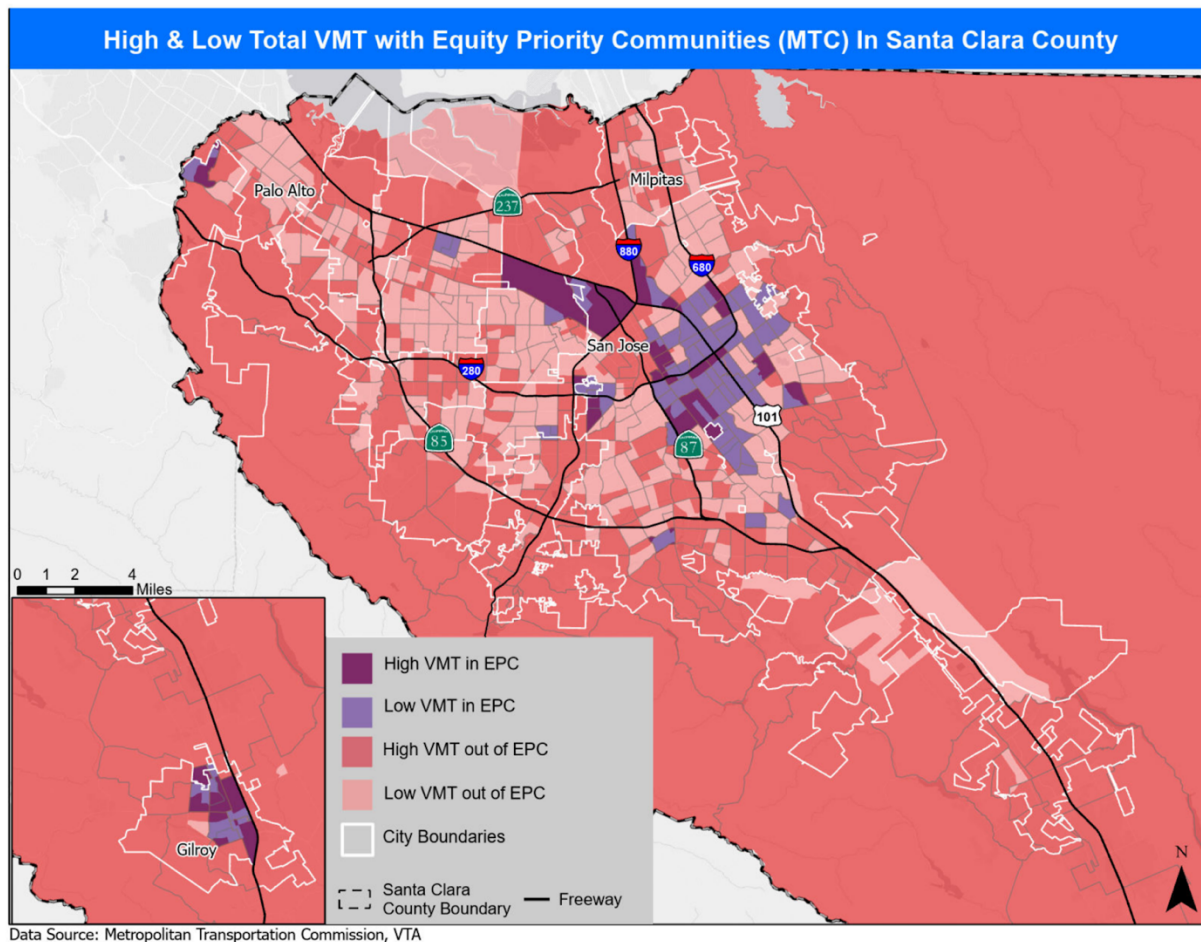 High & Low Total VMT with Equity Priority Communities (MTC) In Santa Clara County
Palo Alto
Milpitas
237
880
680
San Jose
280
101
85
87
0 1 2 4
Miles
High VMT in EPC
Low VMT in EPC
High VMT out of EPC
Low VMT out of EPC
City Boundaries
Santa Clara
County Boundary
Freeway
Gilroy
N
Data Source: Metropolitan Transportation Commission, VTA